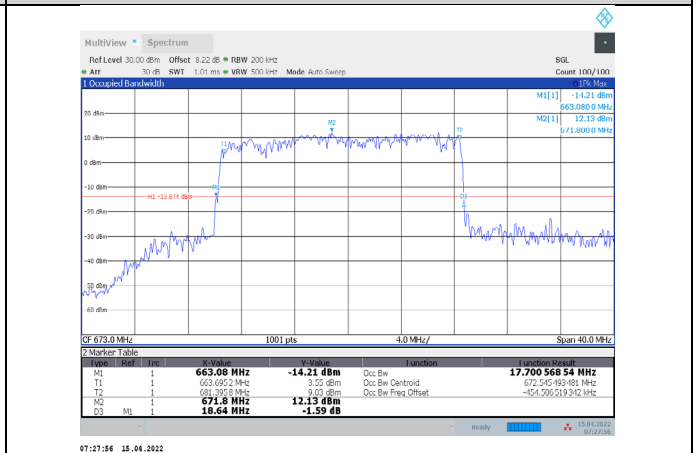 MultiView Spectrum
Ref Level 30.00 dBm Offset 8.22 dB RBW 200 kHz SGL
Att 30 dB SWT 1.01 ms VBW 500 kHz Mode Auto Sweep Count 100/100
1 Occupied Bandwidth 1Pk Max
M1[1] -14.21 dBm
663.080 0 MHz
M2[1] 12.13 dBm
671.800 0 MHz
20 dBm
M2
T1
T2
10 dBm
0 dBm
-10 dBm
M1
H1 -13.874 dBm
D3
-20 dBm
-30 dBm
-40 dBm
-50 dBm
-60 dBm
CF 673.0 MHz 1001 pts 4.0 MHz/ Span 40.0 MHz
2 Marker Table
Type Ref Trc X-Value Y-Value Function Function Result
M1 1 663.08 MHz -14.21 dBm Occ Bw 17.700 568 54 MHz
T1 1 663.6952 MHz 3.55 dBm Occ Bw Centroid 672.545 493 481 MHz
T2 1 681.3958 MHz 9.03 dBm Occ Bw Freq Offset -454.506 519 342 kHz
M2 1 671.8 MHz 12.13 dBm
D3 M1 1 18.64 MHz -1.59 dB
Ready 15.04.2022
07:27:56
07:27:56 15.04.2022